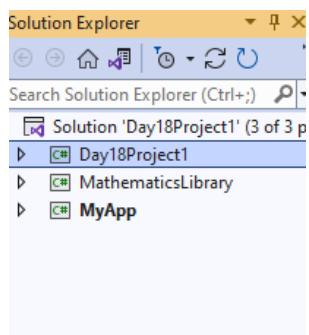 Solution Explorer
Search Solution Explorer (Ctrl+;)
Solution 'Day18Project1' (3 of 3 p
C# Day18Project1
C# MathematicsLibrary
C# MyApp